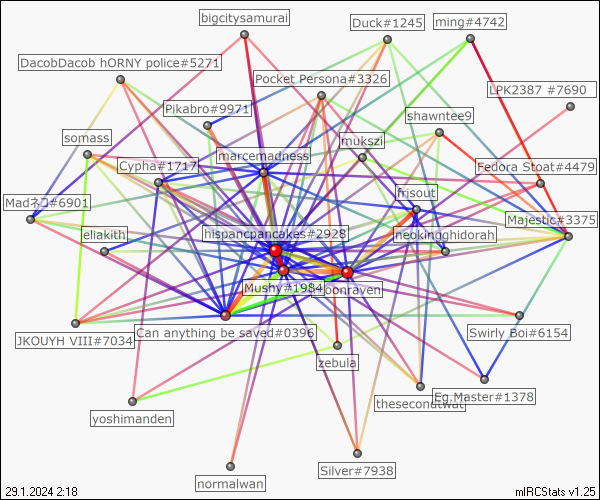 bigcitysamurai
Duck#1245
ming#4742
DacobDacob hORNY police#5271
Pocket Persona#3326
LPK2387 #7690
Pikabro#9971
shawntee9
somass
mukszi
marcemadness
Cypha#1717
Fedora Stoat#4479
frisout
Madネコ#6901
Majestic#3375
ellakith
hispancpancakes#2928
neokingghidorah
Mushy#1984
oonraven
Can anything be saved#0396
JKOUYH VIII#7034
Swirly Boi#6154
zebula
thesecondtwat
Eg.Master#1378
yoshimanden
Silver#7938
normalwan
29.1.2024 2:18
mIRCStats v1.25